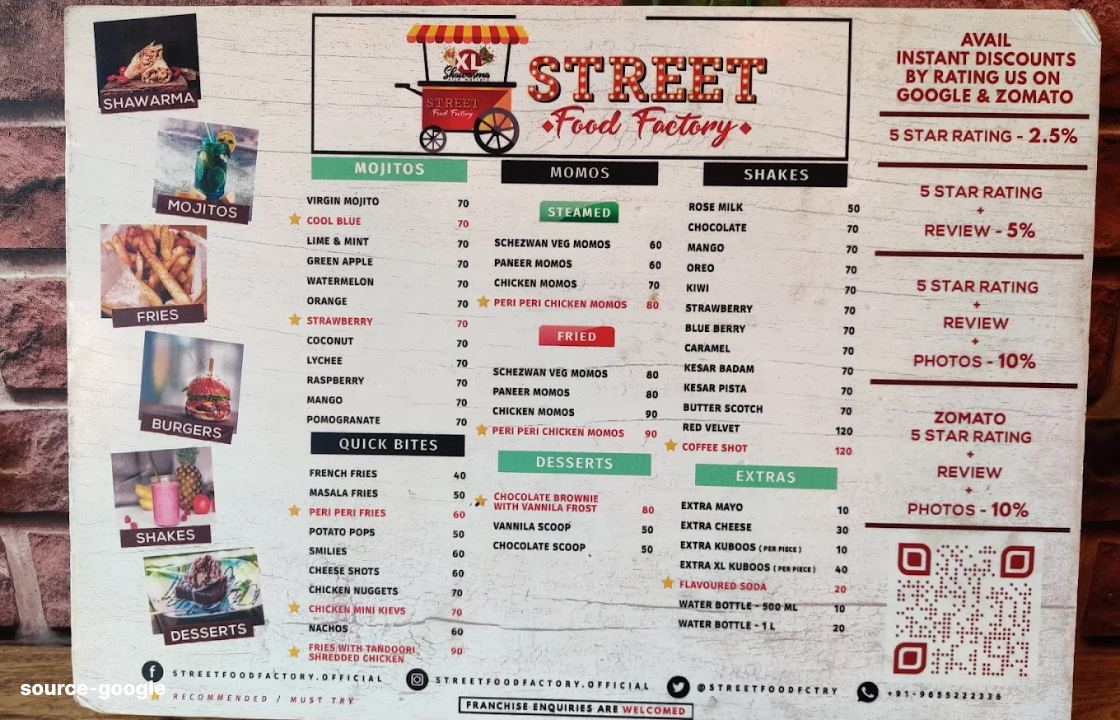 SHAWARMA
MOJITOS
FRIES
BURGERS
SHAKES
DESSERTS
XL
Shawarma
STREET
Food Factory
STREET
Food Factory
MOJITOS
VIRGIN MOJITO 70
COOL BLUE 70
LIME & MINT 70
GREEN APPLE 70
WATERMELON 70
ORANGE 70
STRAWBERRY 70
COCONUT 70
LYCHEE 70
RASPBERRY 70
MANGO 70
POMOGRANATE 70
QUICK BITES
FRENCH FRIES 40
MASALA FRIES 50
PERI PERI FRIES 60
POTATO POPS 50
SMILIES 60
CHEESE SHOTS 60
CHICKEN NUGGETS 70
CHICKEN MINI KIEVS 70
NACHOS 60
FRIES WITH TANDOORI
SHREDDED CHICKEN 90
MOMOS
STEAMED
SCHEZWAN VEG MOMOS 60
PANEER MOMOS 60
CHICKEN MOMOS 70
PERI PERI CHICKEN MOMOS 80
FRIED
SCHEZWAN VEG MOMOS 80
PANEER MOMOS 80
CHICKEN MOMOS 90
PERI PERI CHICKEN MOMOS 90
DESSERTS
CHOCOLATE BROWNIE
WITH VANNILA FROST 80
VANNILA SCOOP 50
CHOCOLATE SCOOP 50
SHAKES
ROSE MILK 50
CHOCOLATE 70
MANGO 70
OREO 70
KIWI 70
STRAWBERRY 70
BLUE BERRY 70
CARAMEL 70
KESAR BADAM 70
KESAR PISTA 70
BUTTER SCOTCH 70
RED VELVET 120
COFFEE SHOT 120
EXTRAS
EXTRA MAYO 10
EXTRA CHEESE 30
EXTRA KUBOOS (PER PIECE) 10
EXTRA XL KUBOOS (PER PIECE) 40
FLAVOURED SODA 20
WATER BOTTLE - 500 ML 10
WATER BOTTLE - 1 L 20
AVAIL
INSTANT DISCOUNTS
BY RATING US ON
GOOGLE & ZOMATO
5 STAR RATING - 2.5%
5 STAR RATING
+
REVIEW - 5%
5 STAR RATING
+
REVIEW
+
PHOTOS - 10%
ZOMATO
5 STAR RATING
+
REVIEW
+
PHOTOS - 10%
f STREETFOODFACTORY.OFFICIAL
STREETFOODFACTORY.OFFICIAL
@STREETFOODFCTRY
+91-9655222336
RECOMMENDED / MUST TRY
FRANCHISE ENQUIRIES ARE WELCOMED
source-google